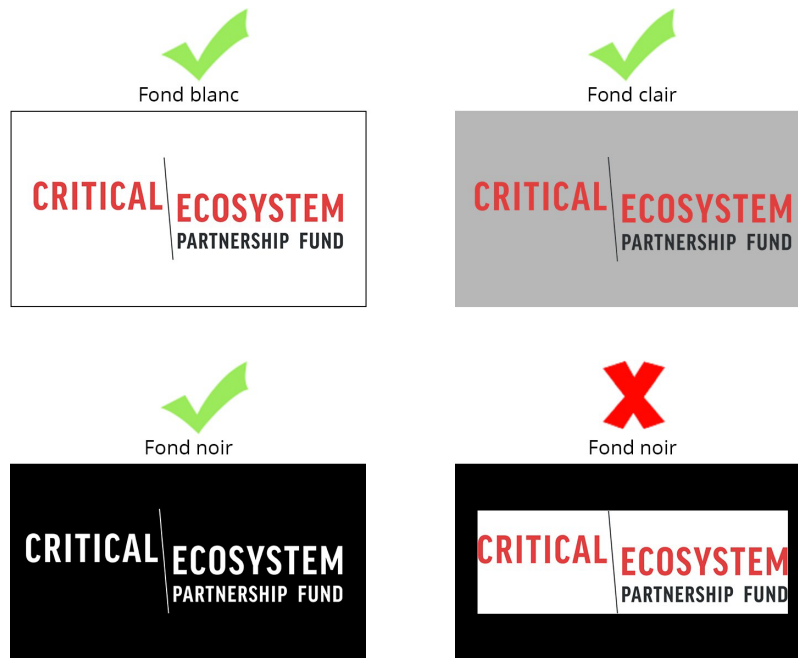 Fond blanc
CRITICAL
ECOSYSTEM
PARTNERSHIP FUND
Fond clair
CRITICAL
ECOSYSTEM
PARTNERSHIP FUND
Fond noir
CRITICAL
ECOSYSTEM
PARTNERSHIP FUND
Fond noir
CRITICAL
ECOSYSTEM
PARTNERSHIP FUND